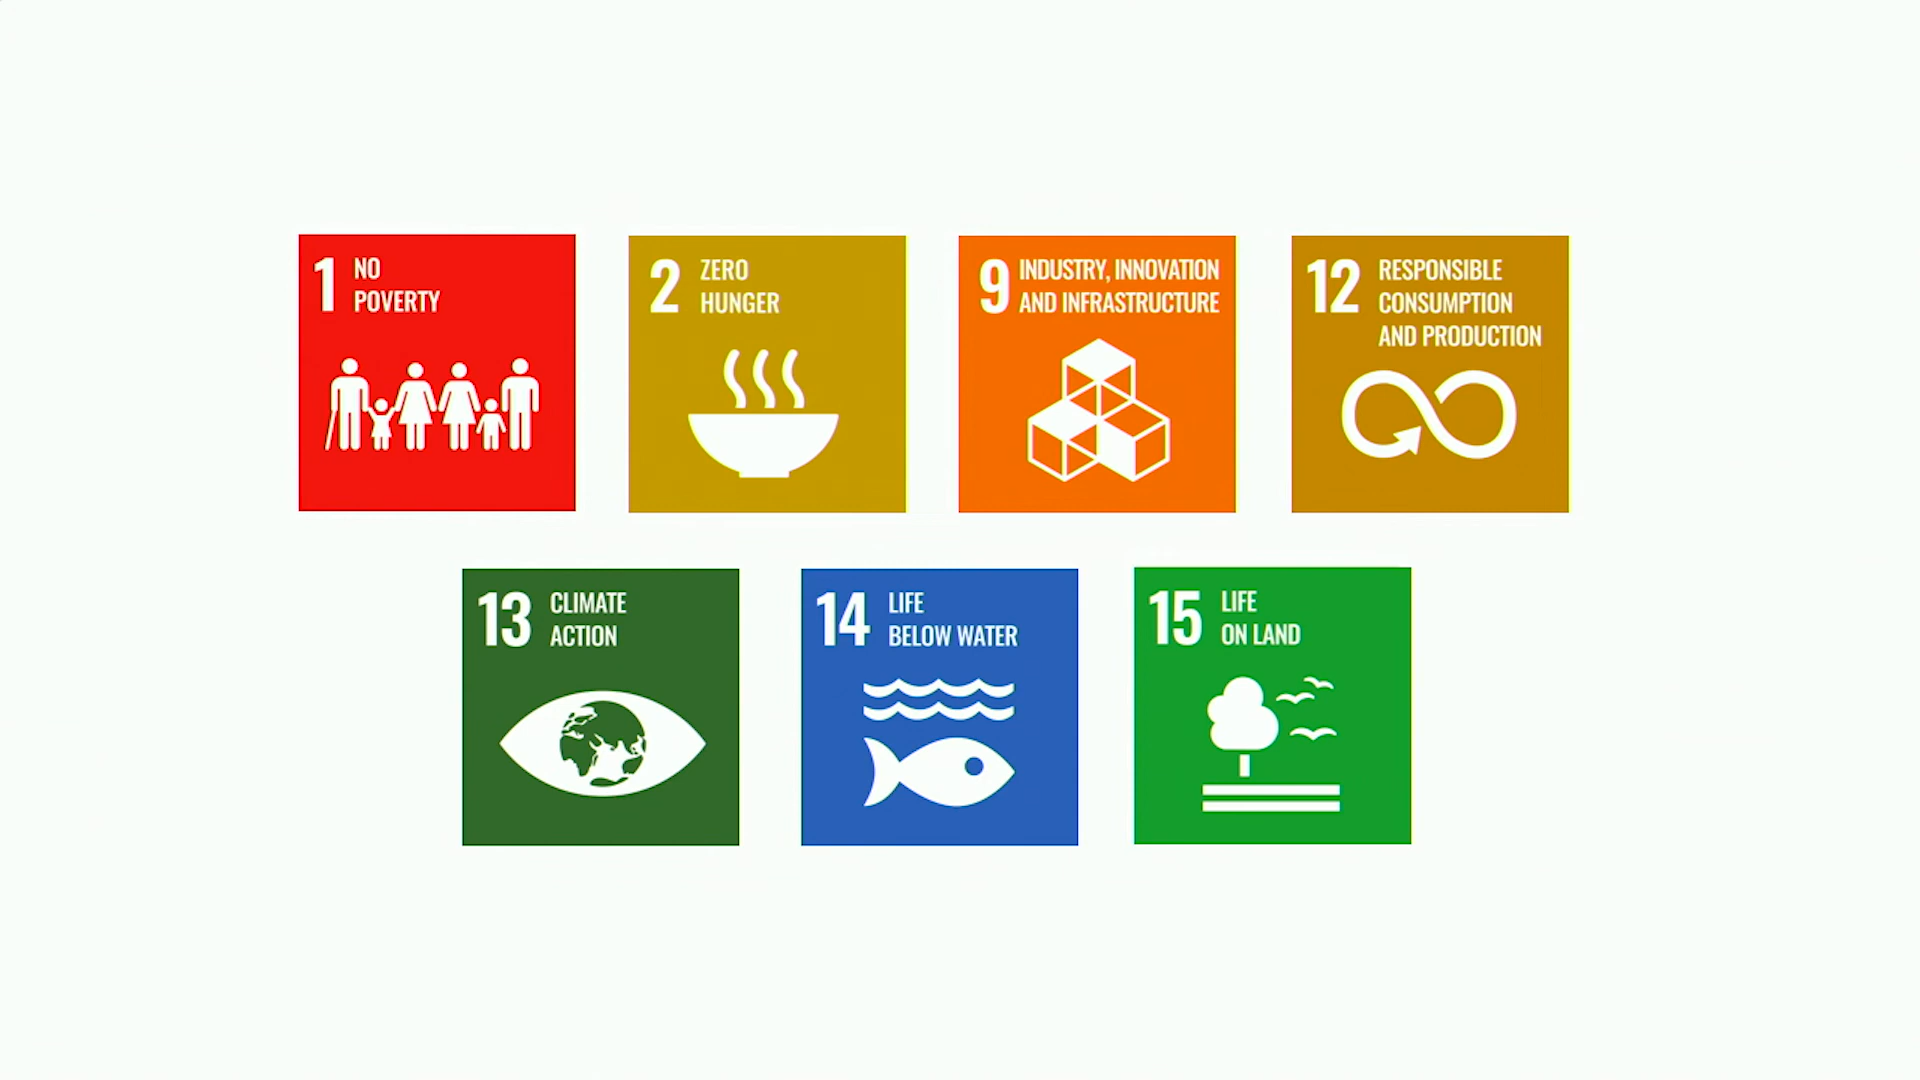 1 NO
POVERTY
2 ZERO
HUNGER
9 INDUSTRY, INNOVATION
AND INFRASTRUCTURE
12 RESPONSIBLE
CONSUMPTION
AND PRODUCTION
13 CLIMATE
ACTION
14 LIFE
BELOW WATER
15 LIFE
ON LAND